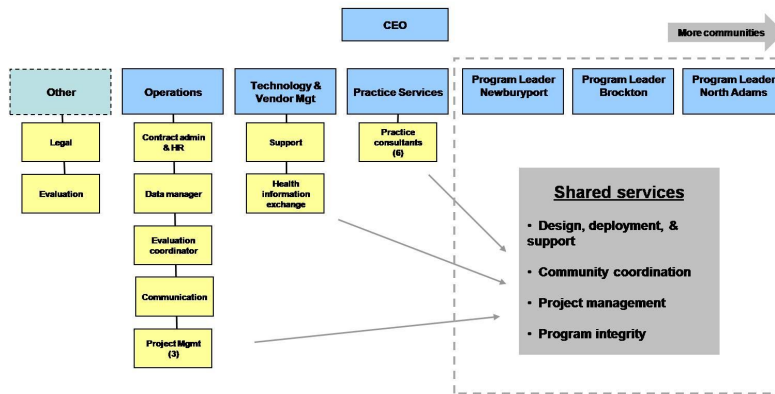 CEO
More communities
Other
Operations
Technology &
Vendor Mgt
Practice Services
Program Leader
Newburyport
Program Leader
Brockton
Program Leader
North Adams
Legal
Contract admin
& HR
Support
Practice
consultants
(6)
Evaluation
Data manager
Health
information
exchange
Evaluation
coordinator
Communication
Project Mgmt
(3)
Shared services
▪ Design, deployment, &
support
▪ Community coordination
▪ Project management
▪ Program integrity